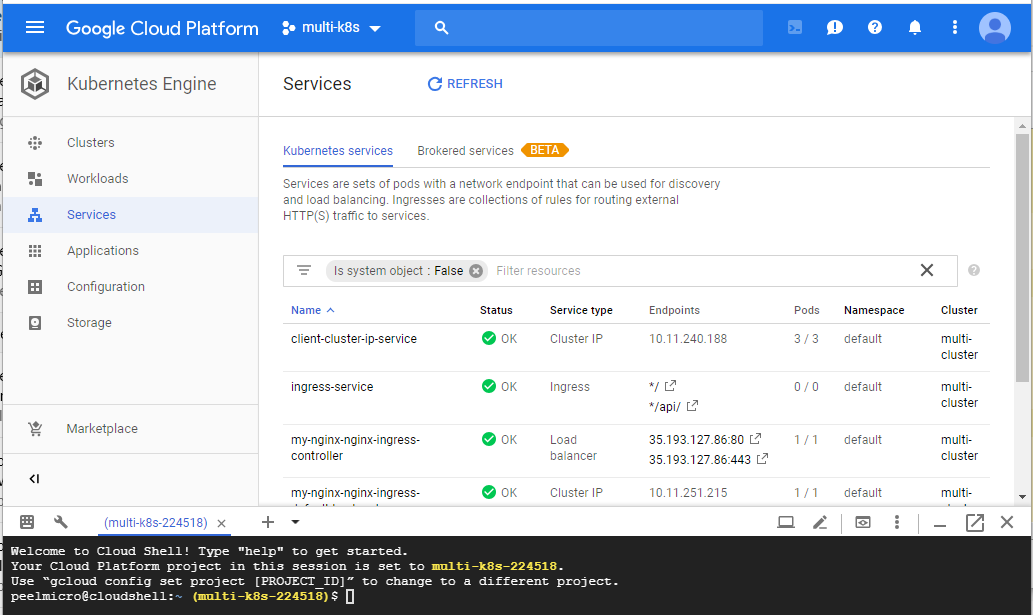 Google Cloud Platform multi-k8s
Kubernetes Engine
Services REFRESH
Clusters
Workloads
Services
Applications
Configuration
Storage
Marketplace
Kubernetes services Brokered services BETA
Services are sets of pods with a network endpoint that can be used for discovery
and load balancing. Ingresses are collections of rules for routing external
HTTP(S) traffic to services.
Is system object : False Filter resources
Name Status Service type Endpoints Pods Namespace Cluster
client-cluster-ip-service OK Cluster IP 10.11.240.188 3 / 3 default multi-
cluster
ingress-service OK Ingress */ 0 / 0 default multi-
*/api/ cluster
my-nginx-nginx-ingress- OK Load 35.193.127.86:80 1 / 1 default multi-
controller balancer 35.193.127.86:443 cluster
my-nginx-nginx-ingress- OK Cluster IP 10.11.251.215 1 / 1 default multi-
(multi-k8s-224518)
Welcome to Cloud Shell! Type "help" to get started.
Your Cloud Platform project in this session is set to multi-k8s-224518.
Use “gcloud config set project [PROJECT_ID]” to change to a different project.
peelmicro@cloudshell:~ (multi-k8s-224518)$